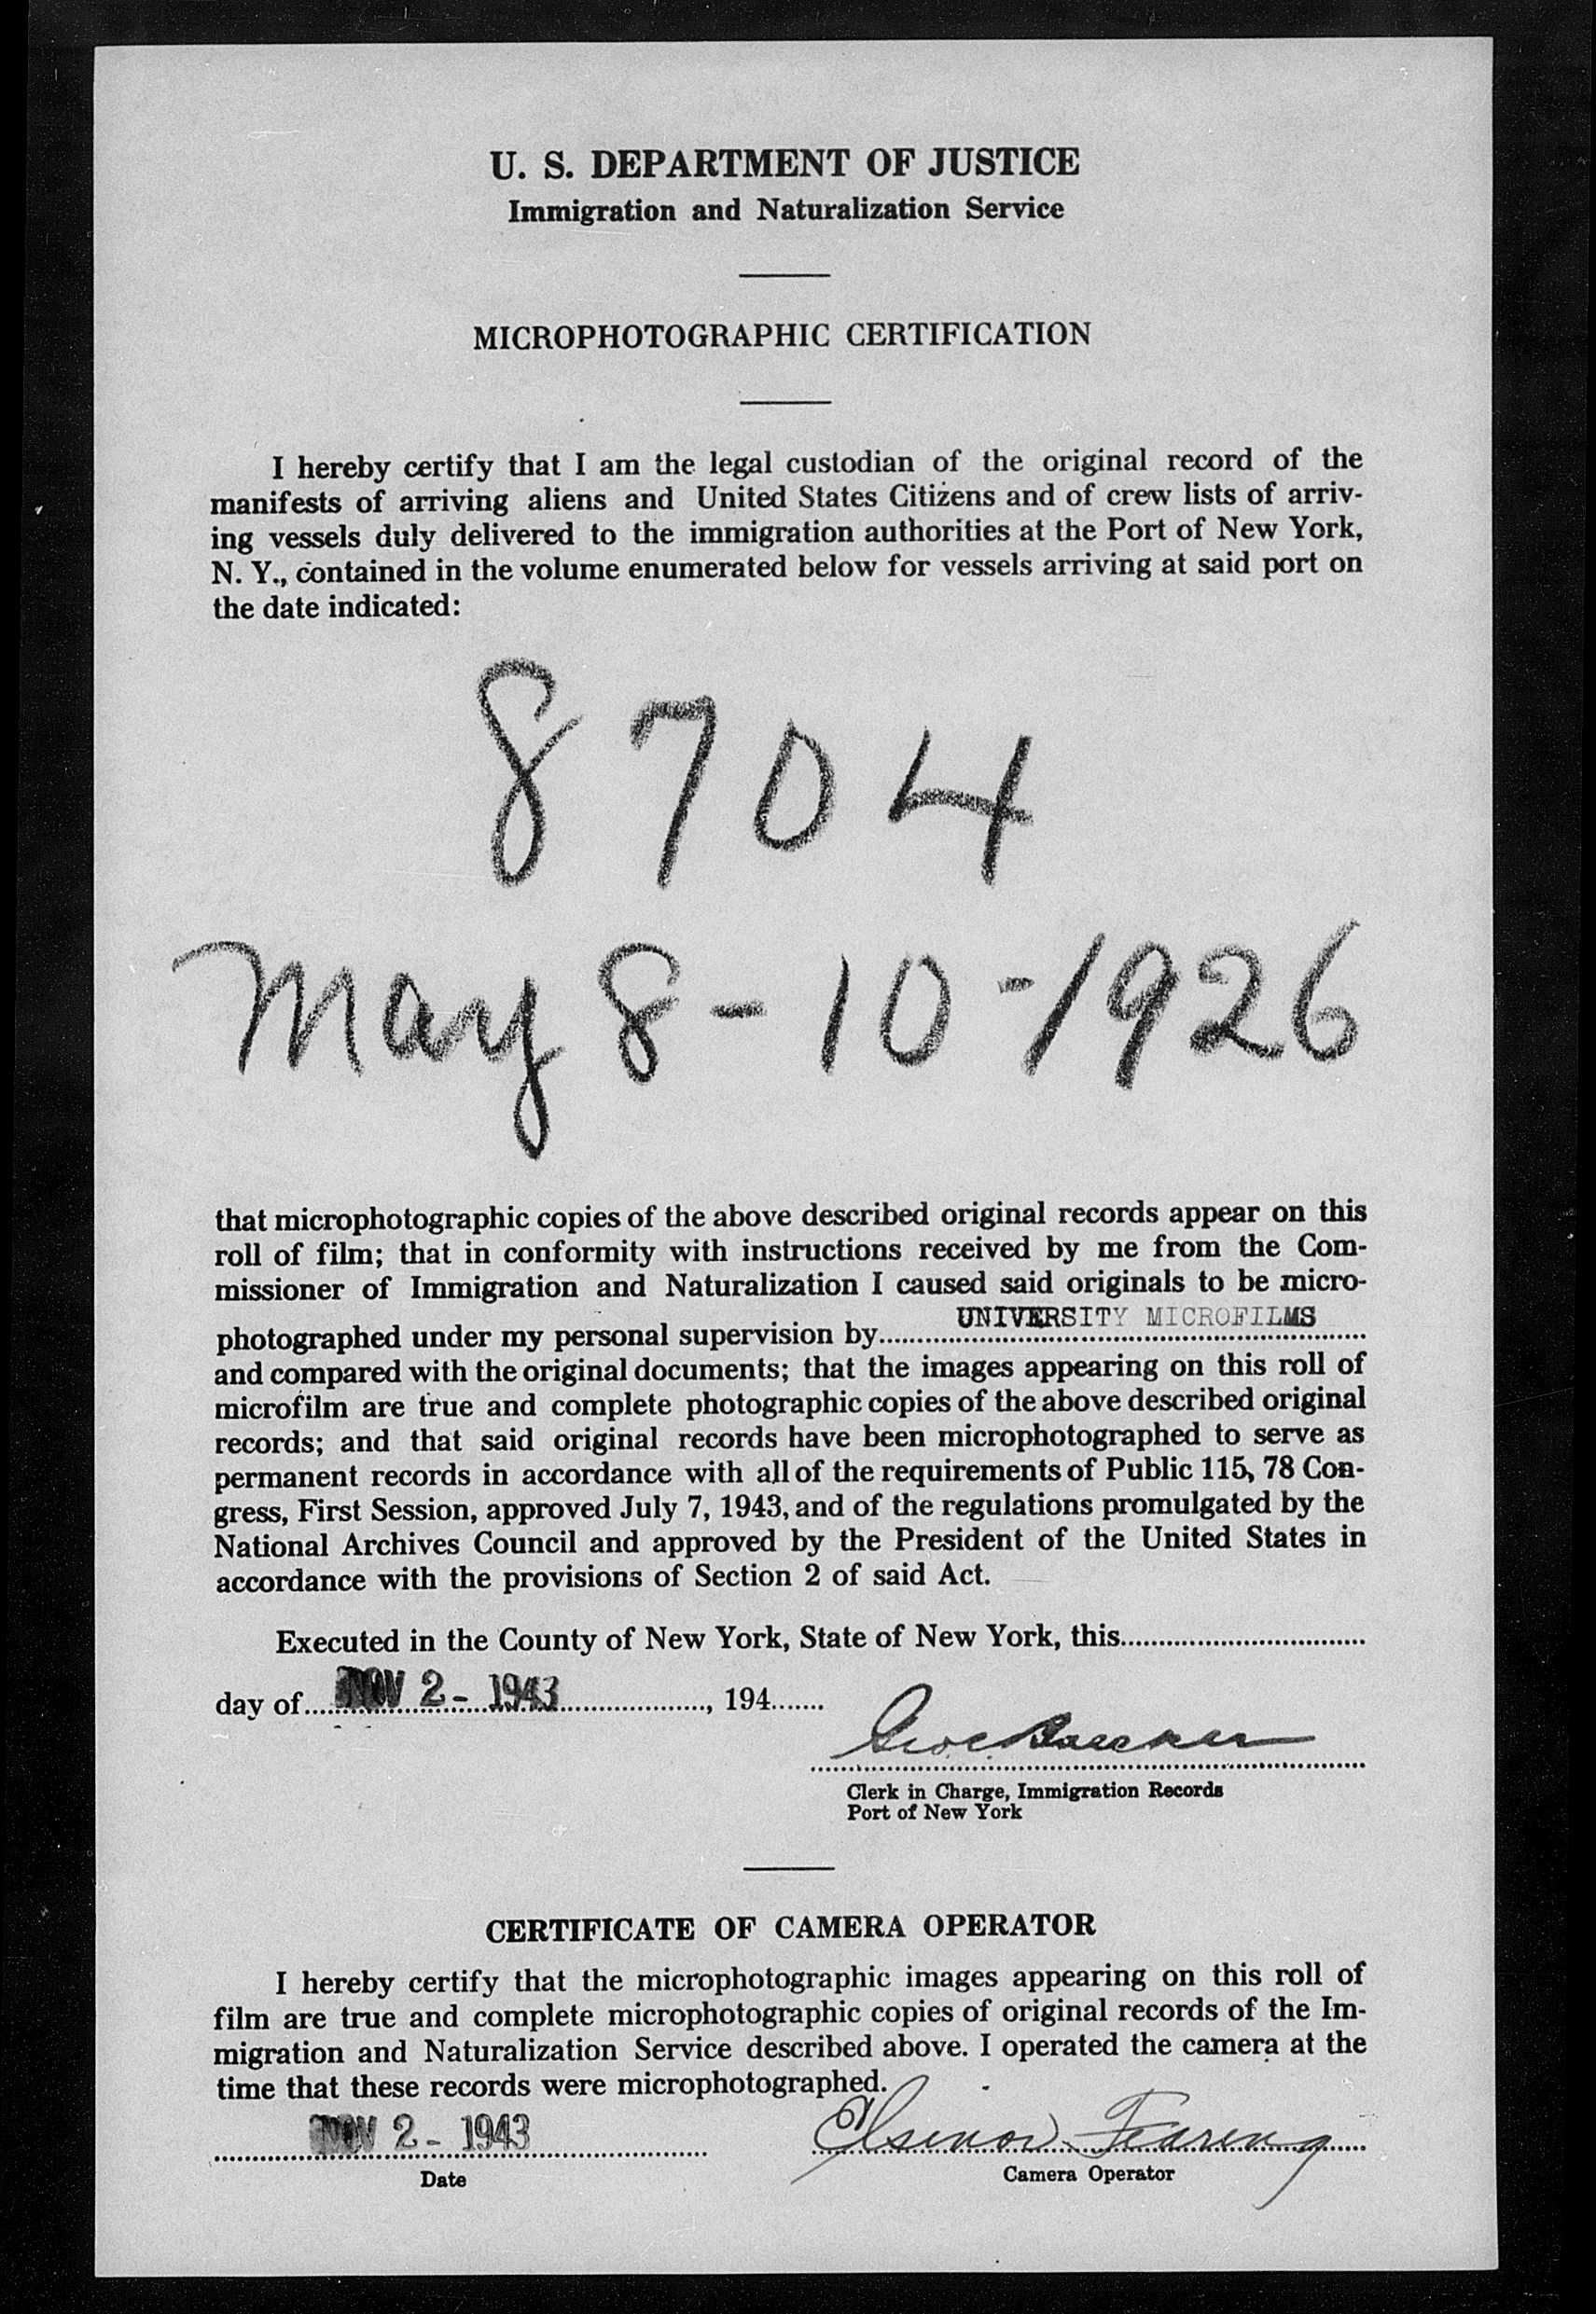 U. S. DEPARTMENT OF JUSTICE
Immigration and Naturalization Service
MICROPHOTOGRAPHIC CERTIFICATION
I hereby certify that I am the legal custodian of the original record of the
manifests of arriving aliens and United States Citizens and of crew lists of arriv-
ing vessels duly delivered to the immigration authorities at the Port of New York,
N. Y., contained in the volume enumerated below for vessels arriving at said port on
the date indicated:
8704
May 8-10-1926
that microphotographic copies of the above described original records appear on this
roll of film; that in conformity with instructions received by me from the Com-
missioner of Immigration and Naturalization I caused said originals to be micro-
photographed under my personal supervision by UNIVERSITY MICROFILMS
and compared with the original documents; that the images appearing on this roll of
microfilm are true and complete photographic copies of the above described original
records; and that said original records have been microphotographed to serve as
permanent records in accordance with all of the requirements of Public 115, 78 Con-
gress, First Session, approved July 7, 1943, and of the regulations promulgated by the
National Archives Council and approved by the President of the United States in
accordance with the provisions of Section 2 of said Act.
Executed in the County of New York, State of New York, this
day of NOV 2 - 1943, 194
Clerk in Charge, Immigration Records
Port of New York
CERTIFICATE OF CAMERA OPERATOR
I hereby certify that the microphotographic images appearing on this roll of
film are true and complete microphotographic copies of original records of the Im-
migration and Naturalization Service described above. I operated the camera at the
time that these records were microphotographed.
NOV 2 - 1943 Fearing
Date Camera Operator